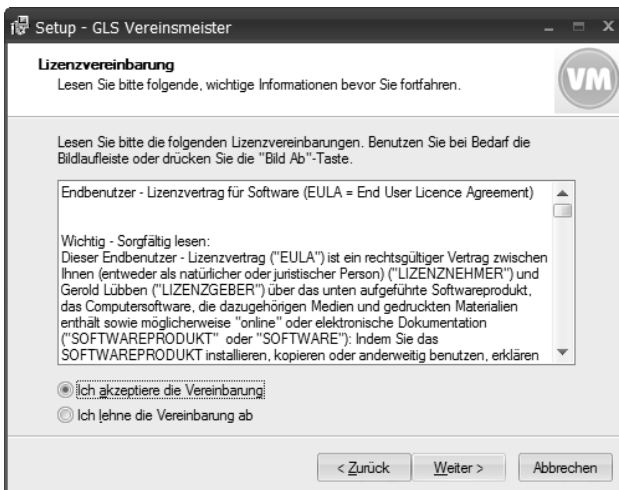 Setup - GLS Vereinsmeister
Lizenzvereinbarung
Lesen Sie bitte folgende, wichtige Informationen bevor Sie fortfahren.
VM
Lesen Sie bitte die folgenden Lizenzvereinbarungen. Benutzen Sie bei Bedarf die
Bildlaufleiste oder drücken Sie die "Bild Ab"-Taste.
Endbenutzer - Lizenzvertrag für Software (EULA = End User Licence Agreement)
Wichtig - Sorgfältig lesen:
Dieser Endbenutzer - Lizenzvertrag ("EULA") ist ein rechtsgültiger Vertrag zwischen
Ihnen (entweder als natürlicher oder juristischer Person) ("LIZENZNEHMER") und
Gerold Lübben ("LIZENZGEBER") über das unten aufgeführte Softwareprodukt,
das Computersoftware, die dazugehörigen Medien und gedruckten Materialien
enthält sowie möglicherweise "online" oder elektronische Dokumentation
("SOFTWAREPRODUKT" oder "SOFTWARE"): Indem Sie das
SOFTWAREPRODUKT installieren, kopieren oder anderweitig benutzen, erklären
Ich akzeptiere die Vereinbarung
Ich lehne die Vereinbarung ab
< Zurück
Weiter >
Abbrechen